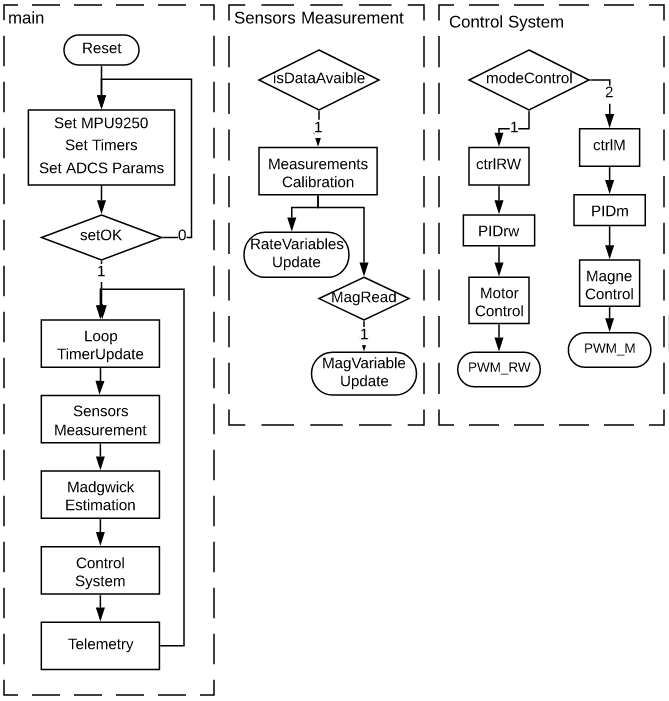 main
Reset
Set MPU9250
Set Timers
Set ADCS Params
setOK
0
1
Loop
TimerUpdate
Sensors
Measurement
Madgwick
Estimation
Control
System
Telemetry
Sensors Measurement
isDataAvaible
1
Measurements
Calibration
RateVariables
Update
MagRead
1
MagVariable
Update
Control System
modeControl
1
2
ctrlRW
PIDrw
Motor
Control
PWM_RW
ctrlM
PIDm
Magne
Control
PWM_M